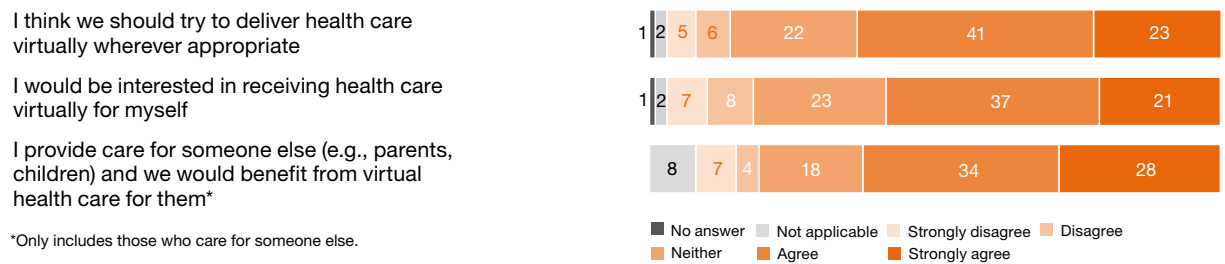 I think we should try to deliver health care
virtually wherever appropriate
1 2 5 6 22 41 23
I would be interested in receiving health care
virtually for myself
1 2 7 8 23 37 21
I provide care for someone else (e.g., parents,
children) and we would benefit from virtual
health care for them*
8 7 4 18 34 28
*Only includes those who care for someone else.
No answer Not applicable Strongly disagree Disagree
Neither Agree Strongly agree